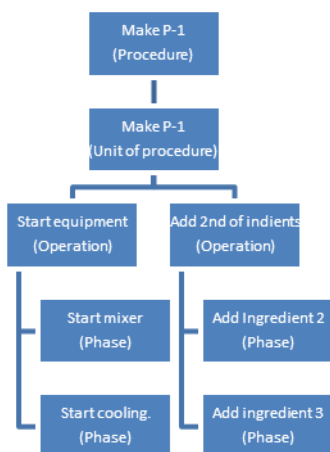 Make P-1
(Procedure)
Make P-1
(Unit of procedure)
Start equipment
(Operation)
Add 2nd of indients
(Operation)
Start mixer
(Phase)
Add Ingredient 2
(Phase)
Start cooling.
(Phase)
Add ingredient 3
(Phase)